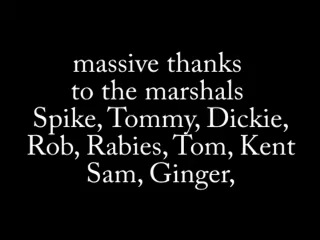 massive thanks
to the marshals
Spike, Tommy, Dickie,
Rob, Rabies, Tom, Kent
Sam, Ginger,